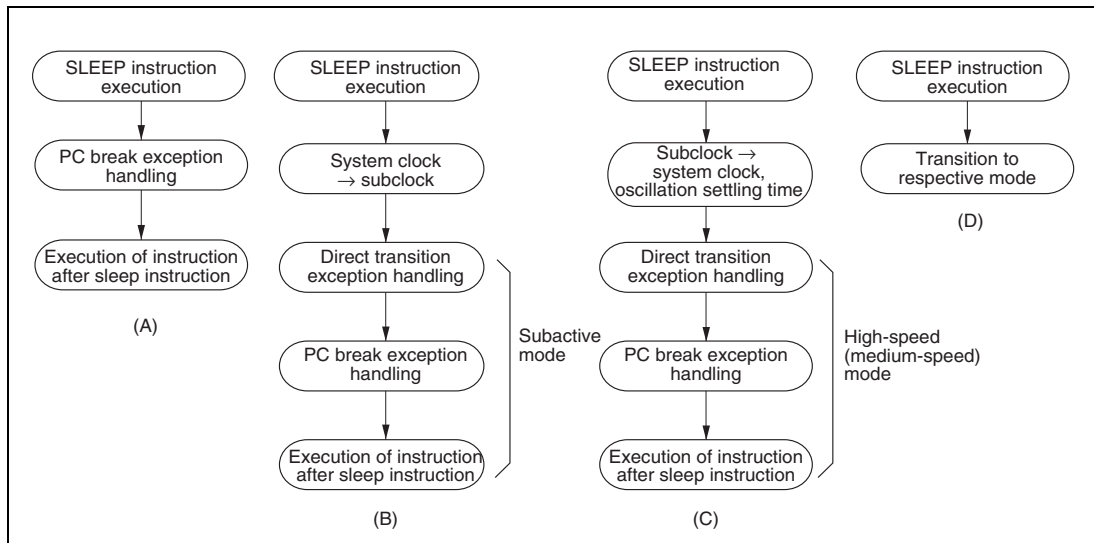 SLEEP instruction
execution
PC break exception
handling
Execution of instruction
after sleep instruction
(A)
SLEEP instruction
execution
System clock
→ subclock
Direct transition
exception handling
PC break exception
handling
Execution of instruction
after sleep instruction
Subactive
mode
(B)
SLEEP instruction
execution
Subclock →
system clock,
oscillation settling time
Direct transition
exception handling
PC break exception
handling
Execution of instruction
after sleep instruction
High-speed
(medium-speed)
mode
(C)
SLEEP instruction
execution
Transition to
respective mode
(D)